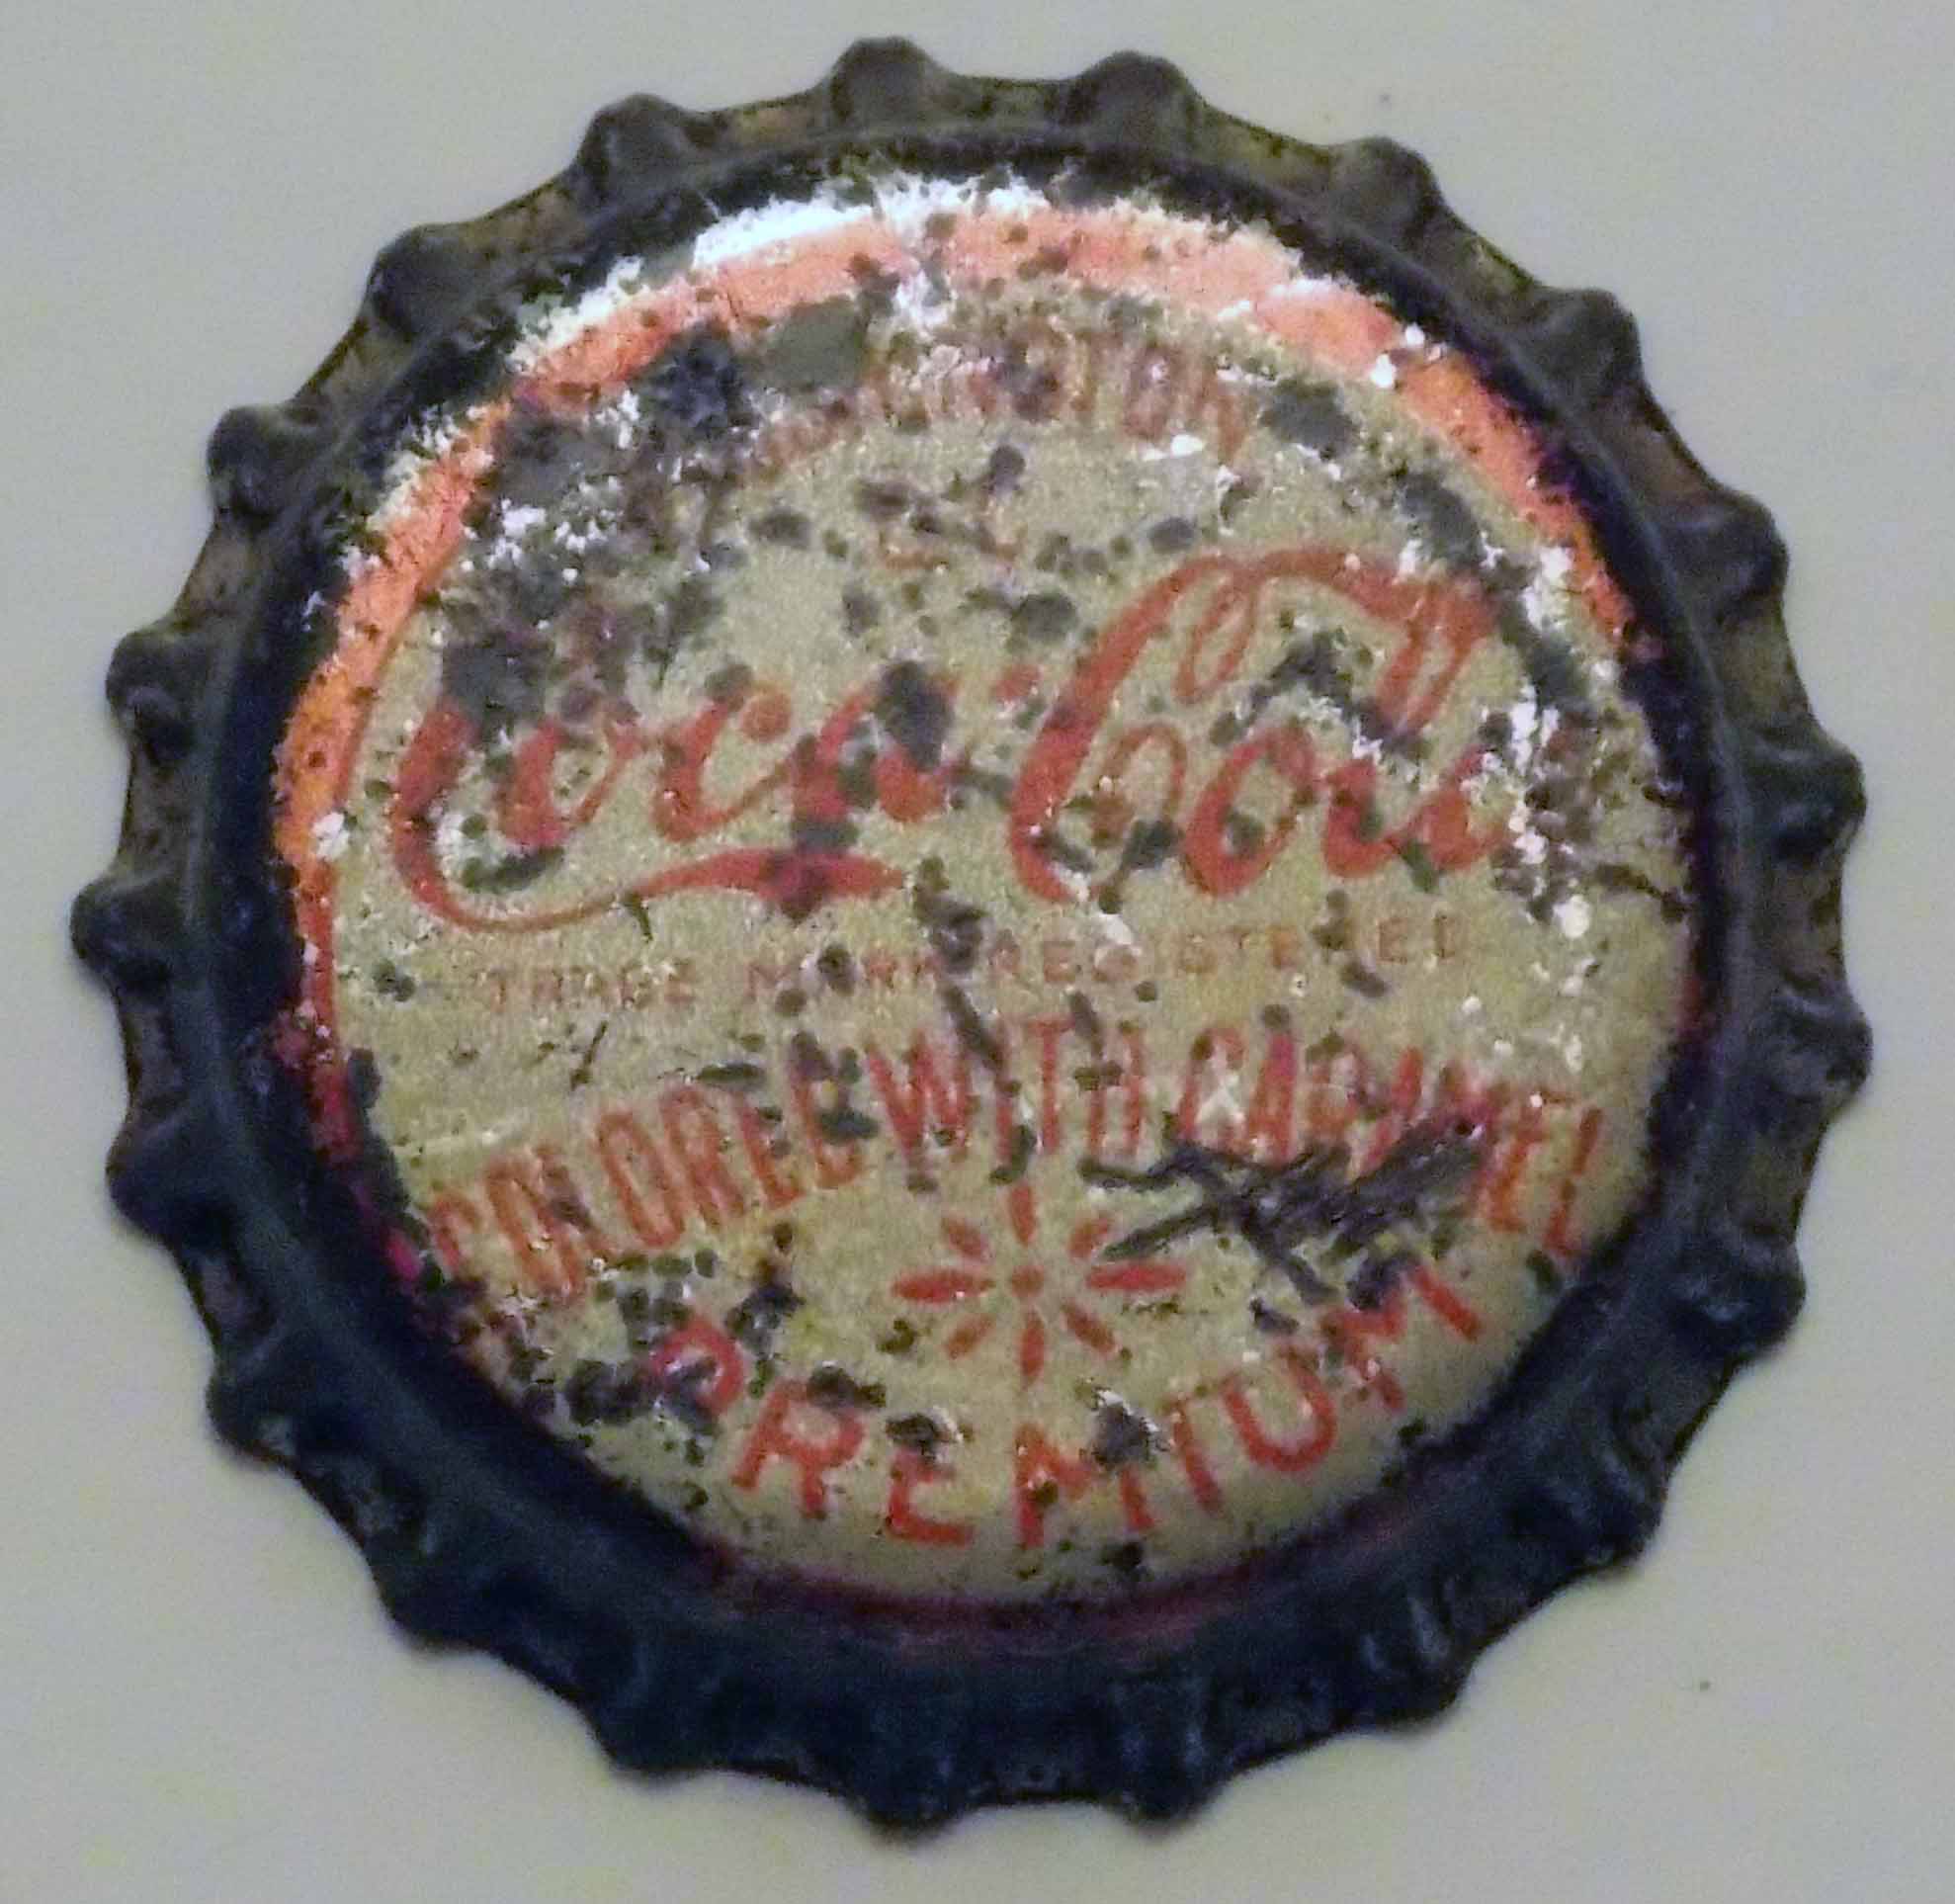 Coca-Cola
TRADE MARK REGISTERED
COLORED WITH CARAMEL
PREMIUM